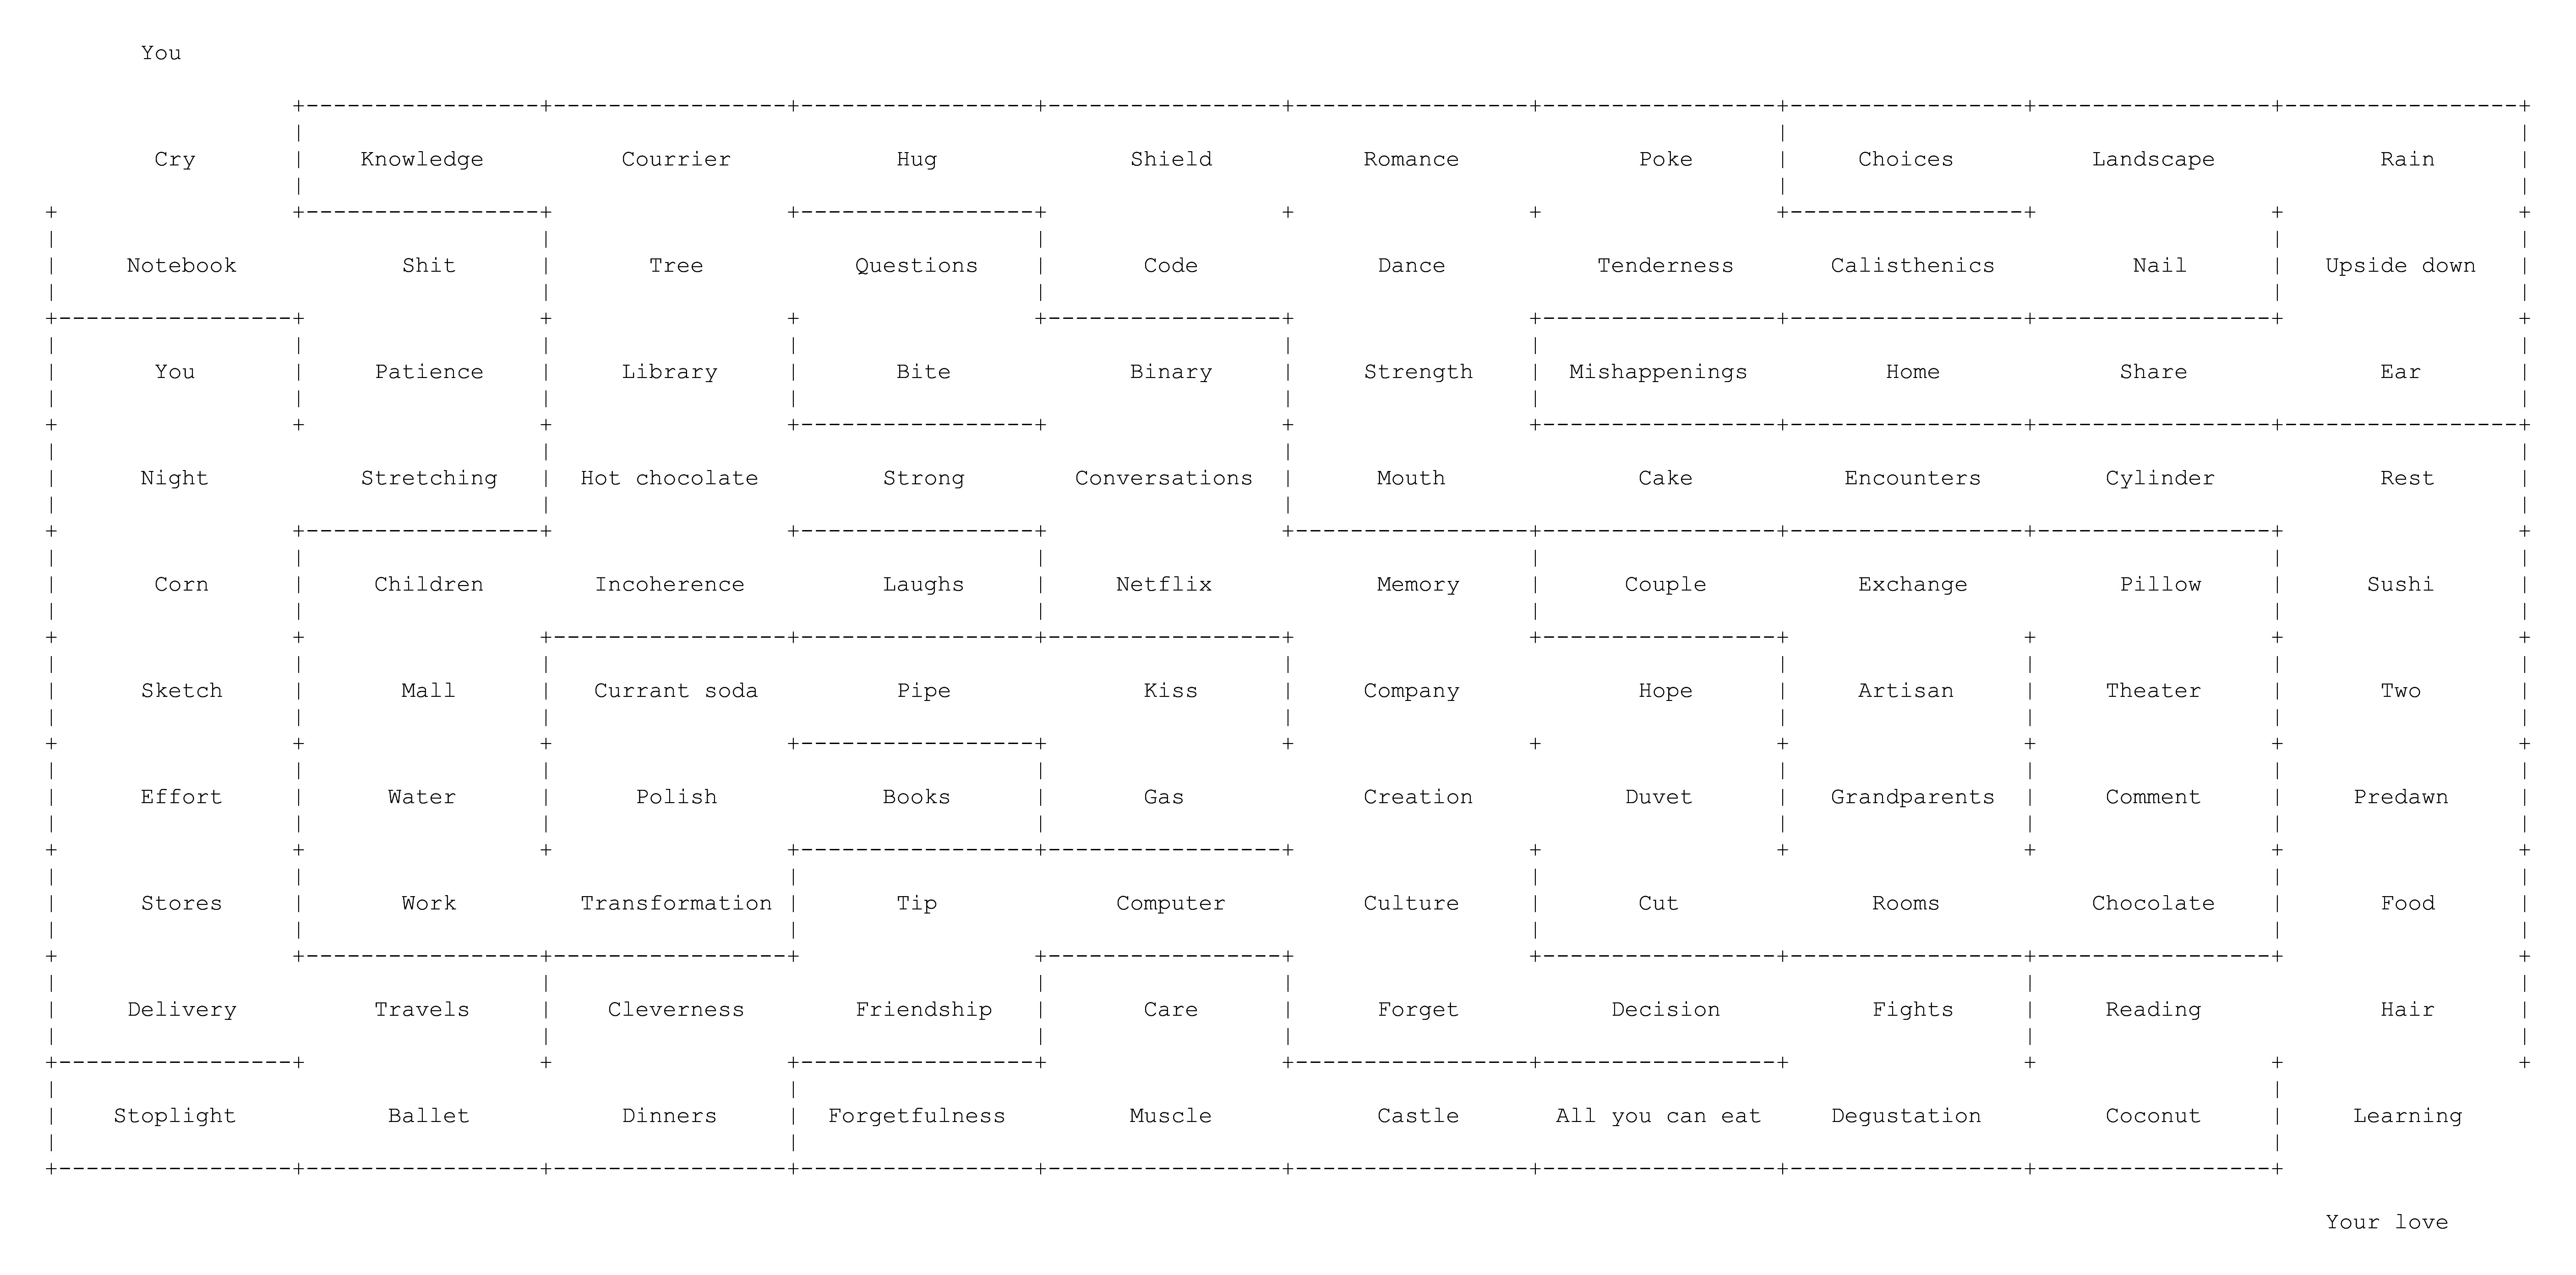 You
Cry Knowledge Courrier Hug Shield Romance Poke Choices Landscape Rain
Notebook Shit Tree Questions Code Dance Tenderness Calisthenics Nail Upside down
You Patience Library Bite Binary Strength Mishappenings Home Share Ear
Night Stretching Hot chocolate Strong Conversations Mouth Cake Encounters Cylinder Rest
Corn Children Incoherence Laughs Netflix Memory Couple Exchange Pillow Sushi
Sketch Mall Currant soda Pipe Kiss Company Hope Artisan Theater Two
Effort Water Polish Books Gas Creation Duvet Grandparents Comment Predawn
Stores Work Transformation Tip Computer Culture Cut Rooms Chocolate Food
Delivery Travels Cleverness Friendship Care Forget Decision Fights Reading Hair
Stoplight Ballet Dinners Forgetfulness Muscle Castle All you can eat Degustation Coconut Learning
Your love